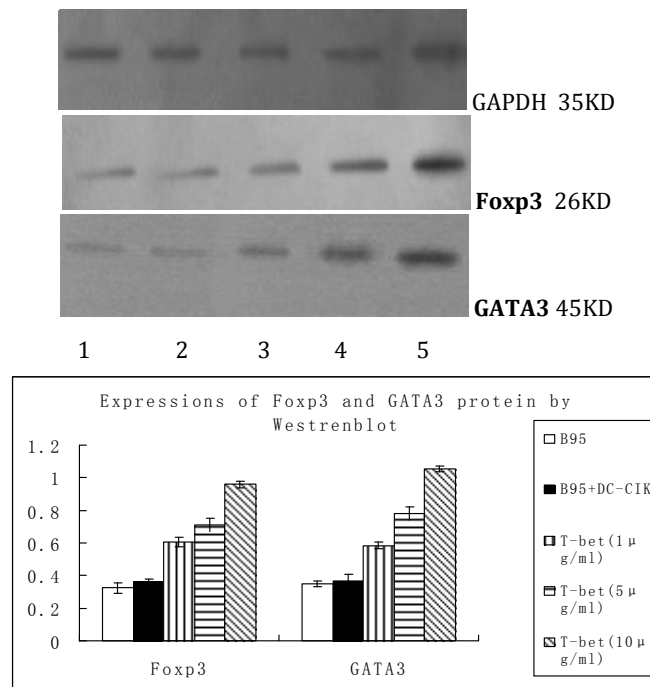 GAPDH 35KD
Foxp3 26KD
GATA3 45KD
1 2 3 4 5
Expressions of Foxp3 and GATA3 protein by
Westrenblot
1.2
1
0.8
0.6
0.4
0.2
0
Foxp3 GATA3
B95
B95+DC-CIK
T-bet(1μ
g/ml)
T-bet(5μ
g/ml)
T-bet(10μ
g/ml)